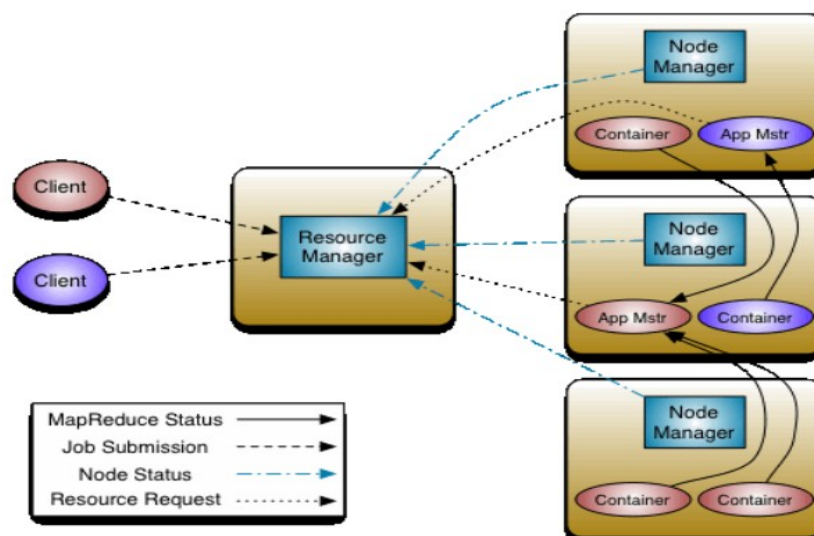 Node
Manager
Container
App Mstr
Client
Resource
Manager
Client
Node
Manager
App Mstr
Container
Node
Manager
Container
Container
MapReduce Status
Job Submission
Node Status
Resource Request